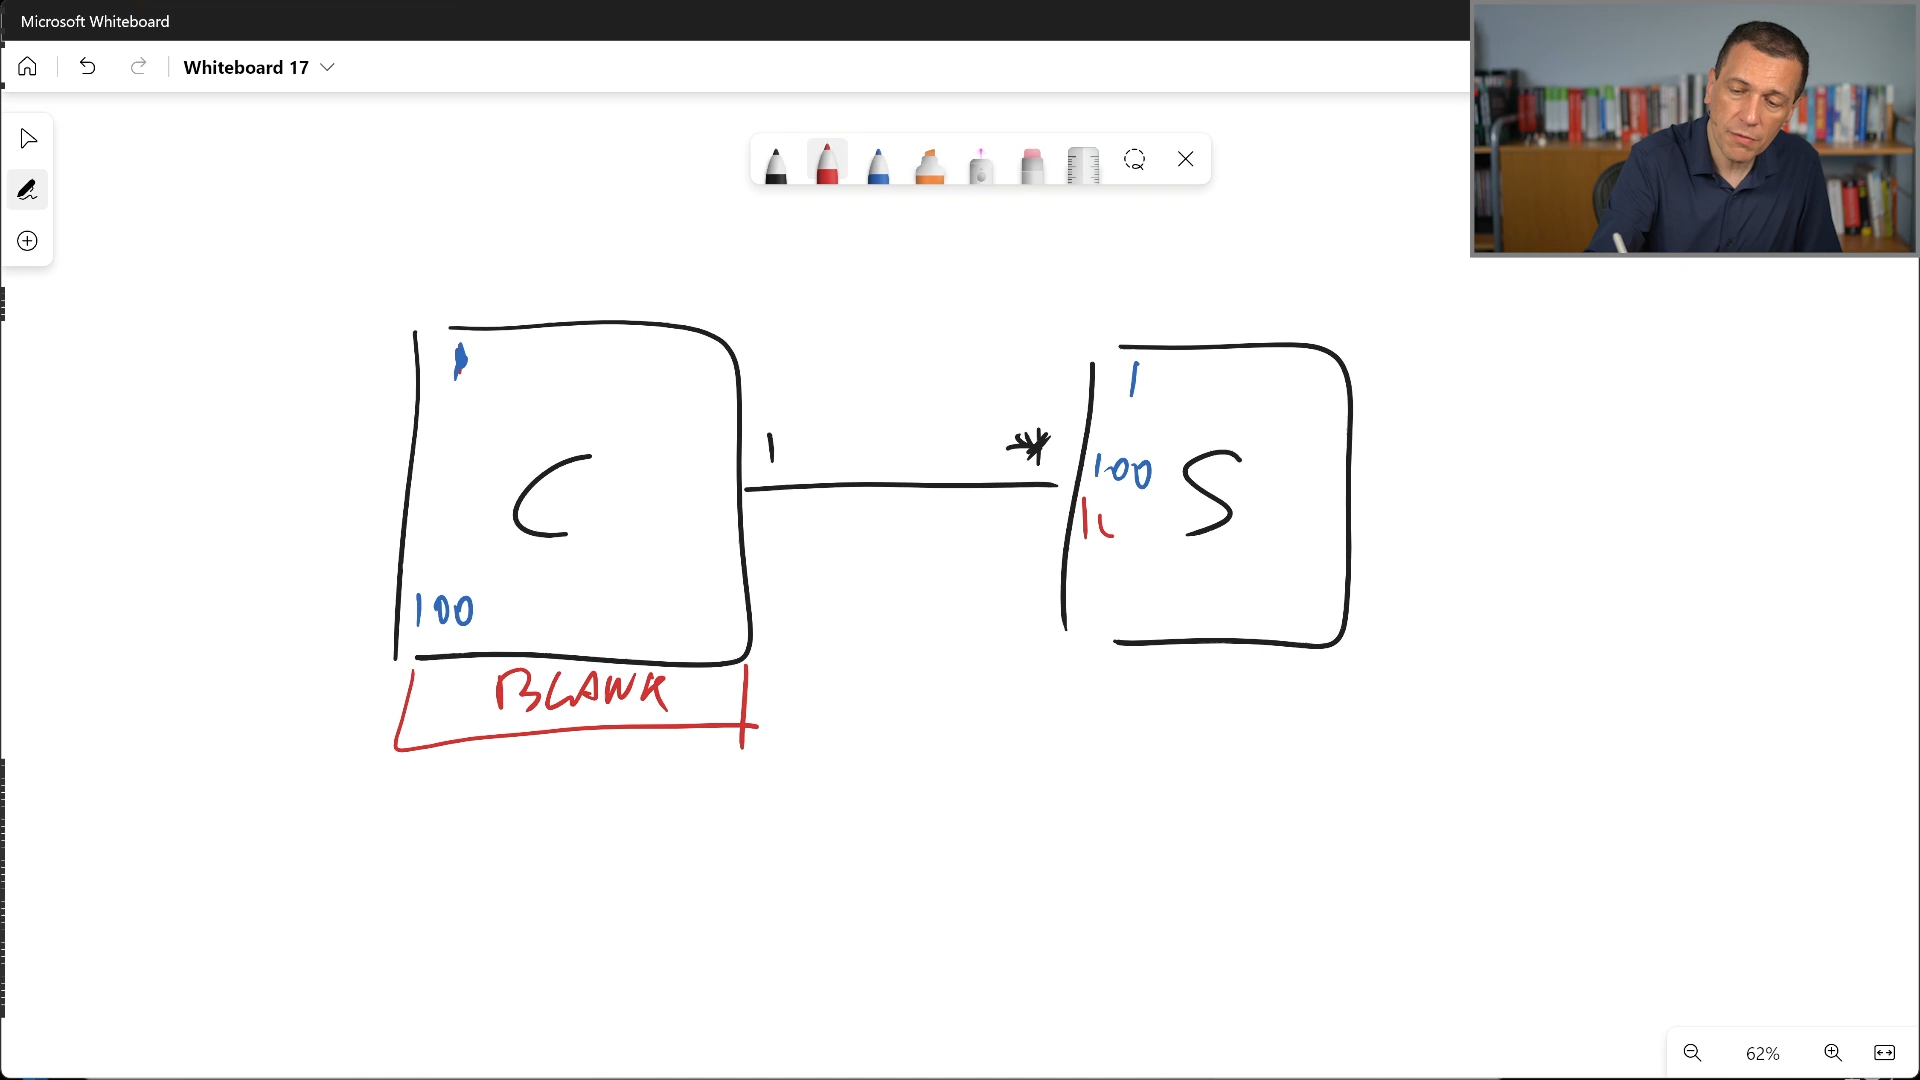 Microsoft Whiteboard
Whiteboard 17
1
C
100
BLANK
1
*
1
100
S
62%